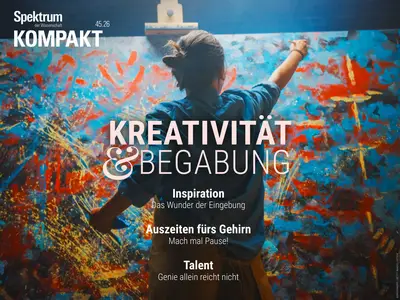 Spektrum
der Wissenschaft
KOMPAKT
45.26
KREATIVITÄT
& BEGABUNG
Inspiration
Das Wunder der Eingebung
Auszeiten fürs Gehirn
Mach mal Pause!
Talent
Genie allein reicht nicht